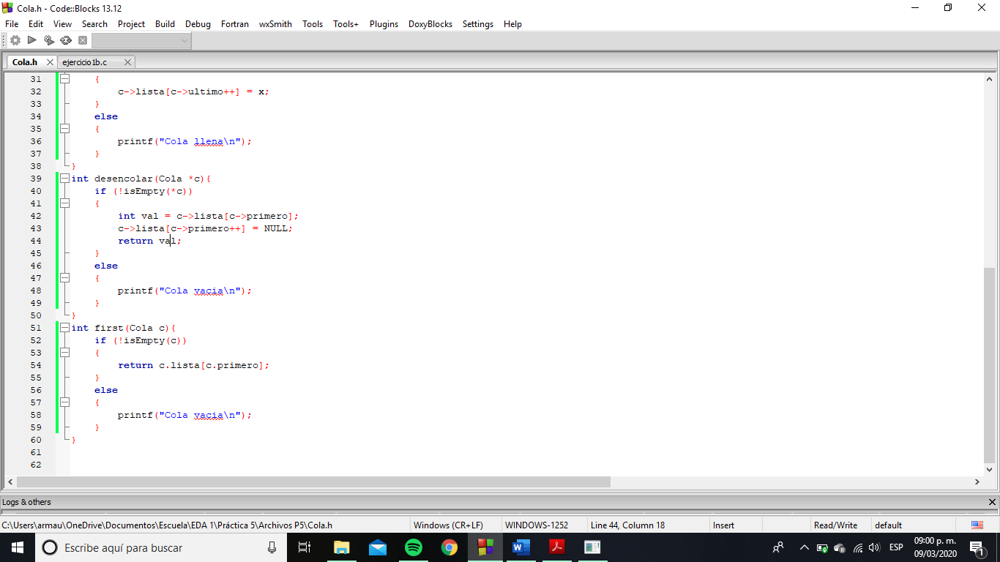 Cola.h - Code::Blocks 13.12
File Edit View Search Project Build Debug Fortran wxSmith Tools Tools+ Plugins DoxyBlocks Settings Help
Cola.h ejercicio1b.c
31 {
32 c->lista[c->ultimo++] = x;
33 }
34 else
35 {
36 printf("Cola llena\n");
37 }
38 }
39 int desencolar(Cola *c){
40 if (!isEmpty(*c))
41 {
42 int val = c->lista[c->primero];
43 c->lista[c->primero++] = NULL;
44 return val;
45 }
46 else
47 {
48 printf("Cola vacia\n");
49 }
50 }
51 int first(Cola c){
52 if (!isEmpty(c))
53 {
54 return c.lista[c.primero];
55 }
56 else
57 {
58 printf("Cola vacia\n");
59 }
60 }
61
62
Logs & others
C:\Users\armau\OneDrive\Documentos\Escuela\EDA 1\Práctica 5\Archivos P5\Cola.h Windows (CR+LF) WINDOWS-1252 Line 44, Column 18 Insert Read/Write default
Escribe aquí para buscar ESP 09:00 p. m.
09/03/2020 1